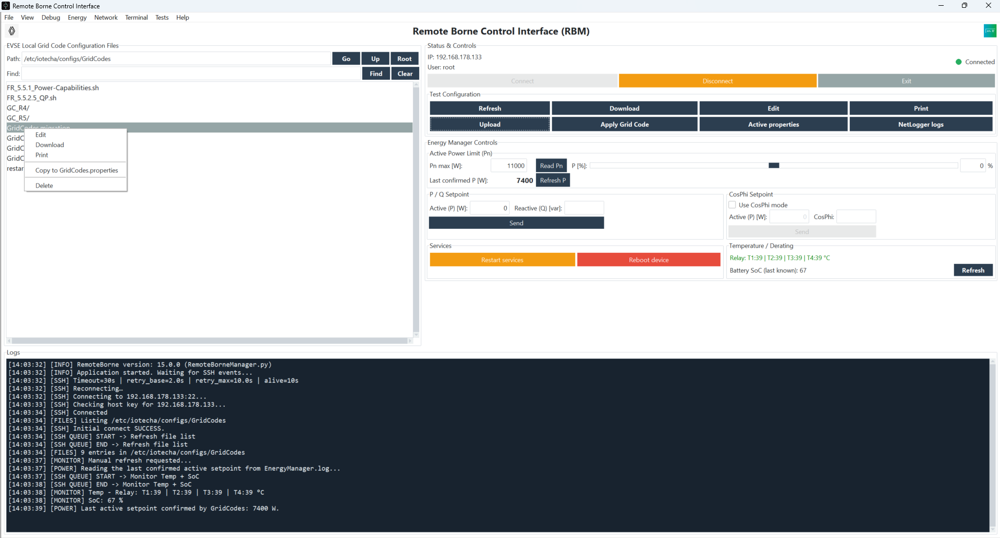 Remote Borne Control Interface
File View Debug Energy Network Terminal Tests Help
Remote Borne Control Interface (RBM)
EVSE Local Grid Code Configuration Files
Path: /etc/iotecha/configs/GridCodes Go Up Root
Find: Find Clear
FR_5.5.1_Power-Capabilities.sh
FR_5.5.2.5_QP.sh
GC_R4/
GC_R5/
GridCodes.migration
GridC
GridC
GridC
restar
Edit
Download
Print
Copy to GridCodes.properties
Delete
Status & Controls
IP: 192.168.178.133
User: root
Connected
Connect Disconnect Exit
Test Configuration
Refresh Download Edit Print
Upload Apply Grid Code Active properties NetLogger logs
Energy Manager Controls
Active Power Limit (Pn)
Pn max [W]: 11000 Read Pn P [%]: 0 %
Last confirmed P [W]: 7400 Refresh P
P / Q Setpoint
Active (P) [W]: 0 Reactive (Q) [var]:
Send
CosPhi Setpoint
Use CosPhi mode
Active (P) [W]: 0 CosPhi:
Send
Services
Restart services Reboot device
Temperature / Derating
Relay: T1:39 | T2:39 | T3:39 | T4:39 °C
Battery SoC (last known): 67 Refresh
Logs
[14:03:32] [INFO] RemoteBorne version: 15.0.0 (RemoteBorneManager.py)
[14:03:32] [INFO] Application started. Waiting for SSH events...
[14:03:32] [SSH] Timeout=30s | retry_base=2.0s | retry_max=10.0s | alive=10s
[14:03:32] [SSH] Reconnecting…
[14:03:32] [SSH] Connecting to 192.168.178.133:22...
[14:03:33] [SSH] Checking host key for 192.168.178.133...
[14:03:34] [SSH] Connected
[14:03:34] [FILES] Listing /etc/iotecha/configs/GridCodes
[14:03:34] [SSH] Initial connect SUCCESS.
[14:03:34] [SSH QUEUE] START -> Refresh file list
[14:03:34] [SSH QUEUE] END -> Refresh file list
[14:03:34] [FILES] 9 entries in /etc/iotecha/configs/GridCodes
[14:03:37] [MONITOR] Manual refresh requested...
[14:03:37] [POWER] Reading the last confirmed active setpoint from EnergyManager.log...
[14:03:37] [SSH QUEUE] START -> Monitor Temp + SoC
[14:03:38] [SSH QUEUE] END -> Monitor Temp + SoC
[14:03:38] [MONITOR] Temp - Relay: T1:39 | T2:39 | T3:39 | T4:39 °C
[14:03:38] [MONITOR] SoC: 67 %
[14:03:39] [POWER] Last active setpoint confirmed by GridCodes: 7400 W.